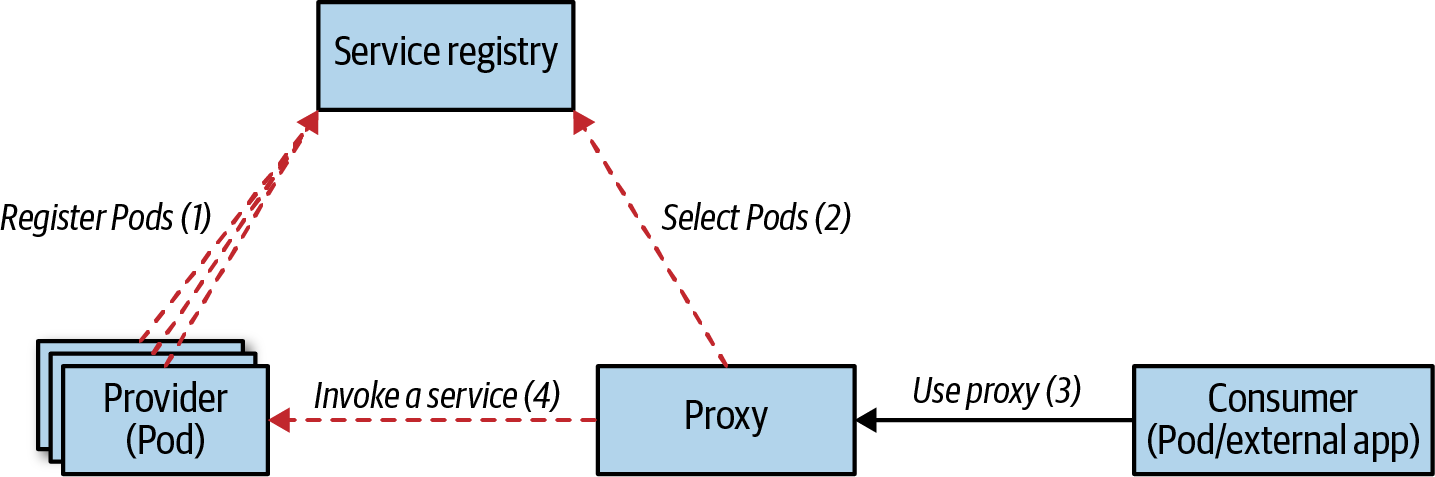 Service registry
Register Pods (1)
Select Pods (2)
Provider
(Pod)
Invoke a service (4)
Proxy
Use proxy (3)
Consumer
(Pod/external app)